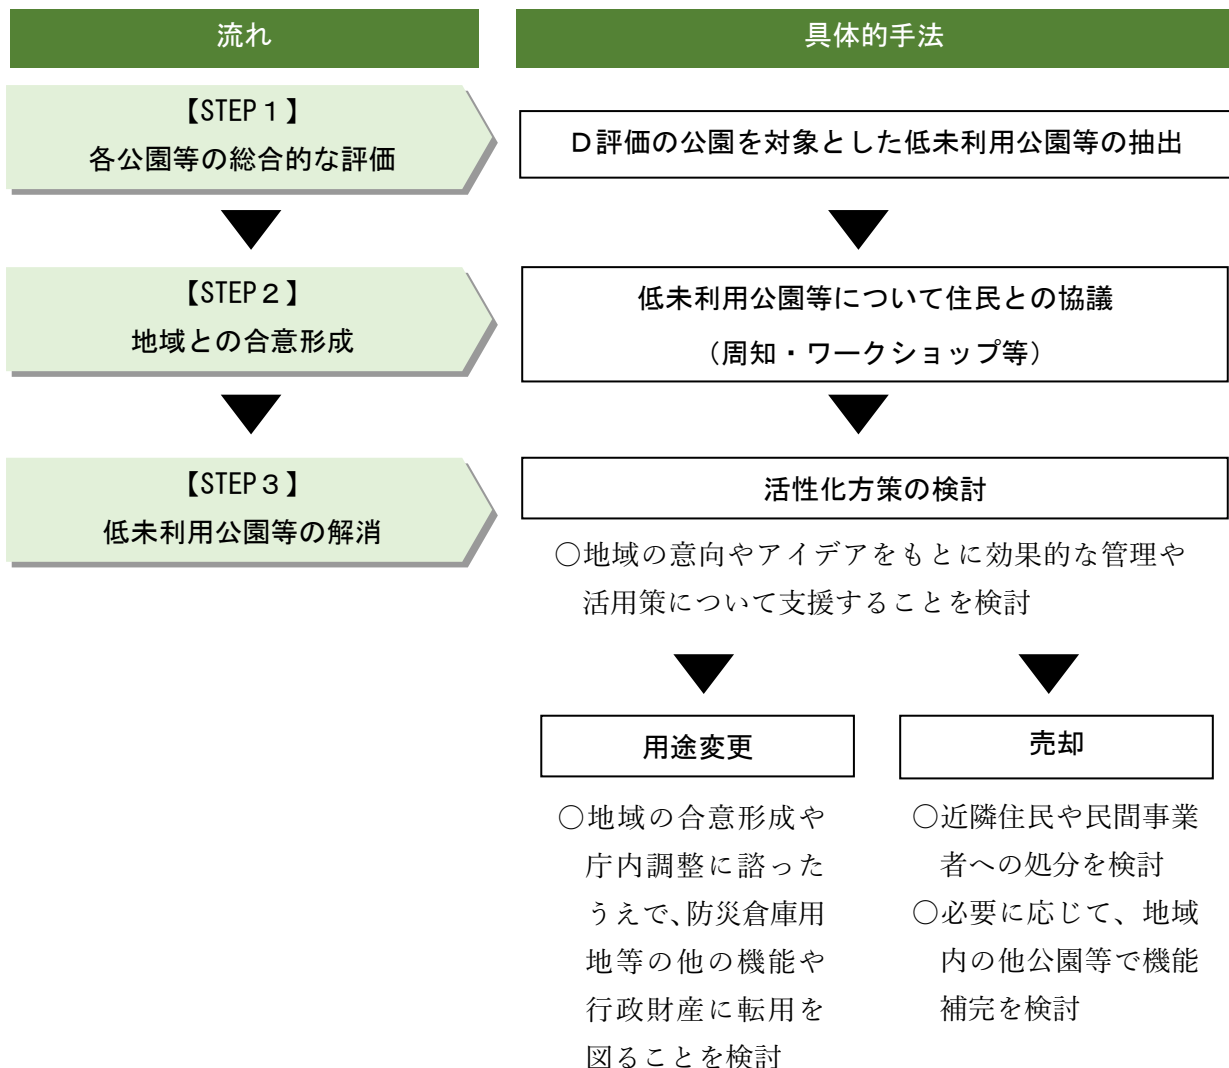 流れ
具体的手法
【STEP１】
各公園等の総合的な評価
Ｄ評価の公園を対象とした低未利用公園等の抽出
【STEP２】
地域との合意形成
低未利用公園等について住民との協議
（周知・ワークショップ等）
【STEP３】
低未利用公園等の解消
活性化方策の検討
○地域の意向やアイデアをもとに効果的な管理や
活用策について支援することを検討
用途変更
○地域の合意形成や
庁内調整に諮った
うえで、防災倉庫用
地等の他の機能や
行政財産に転用を
図ることを検討
売却
○近隣住民や民間事業
者への処分を検討
○必要に応じて、地域
内の他公園等で機能
補完を検討